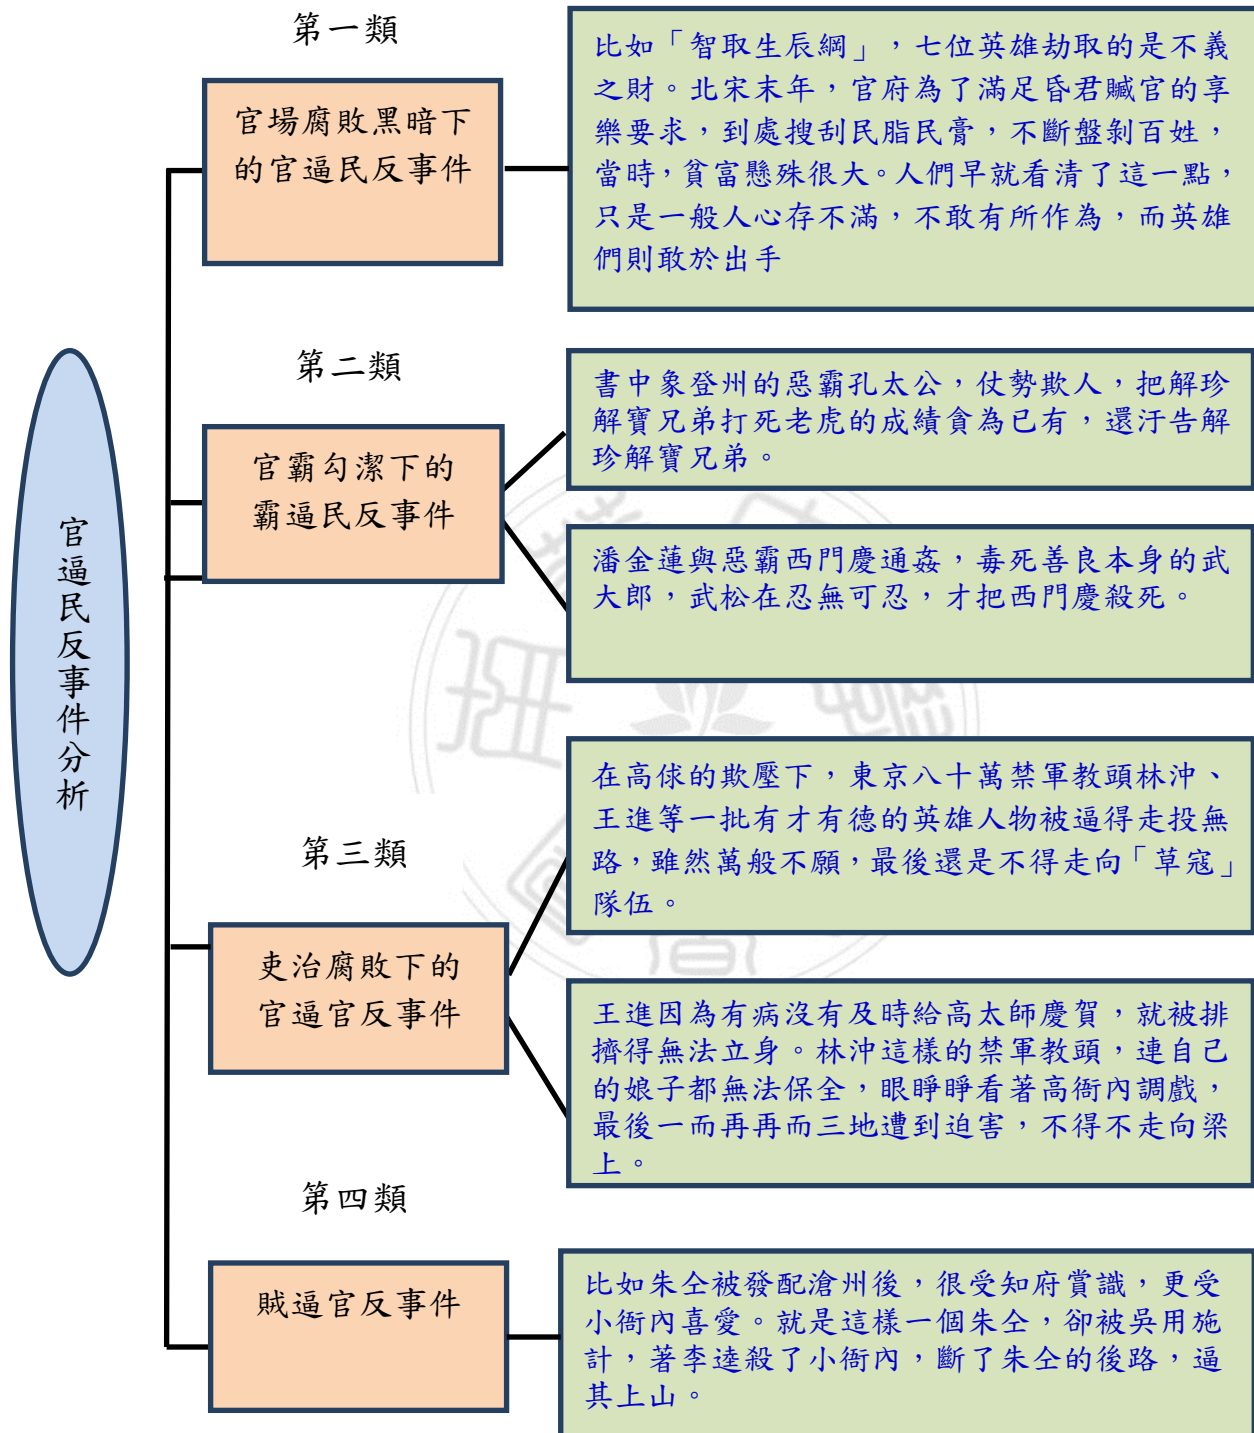 第一類
官場腐敗黑暗下
的官逼民反事件
比如「智取生辰綱」，七位英雄劫取的是不義
之財。北宋末年，官府為了滿足昏君贓官的享
樂要求，到處搜刮民脂民膏，不斷盤剝百姓，
當時，貧富懸殊很大。人們早就看清了這一點，
只是一般人心存不滿，不敢有所作為，而英雄
們則敢於出手
官逼民反事件分析
第二類
官霸勾潔下的
霸逼民反事件
書中象登州的惡霸孔太公，仗勢欺人，把解珍
解寶兄弟打死老虎的成績貪為已有，還汙告解
珍解寶兄弟。
潘金蓮與惡霸西門慶通姦，毒死善良本身的武
大郎，武松在忍無可忍，才把西門慶殺死。
第三類
吏治腐敗下的
官逼官反事件
在高俅的欺壓下，東京八十萬禁軍教頭林沖、
王進等一批有才有德的英雄人物被逼得走投無
路，雖然萬般不願，最後還是不得走向「草寇」
隊伍。
王進因為有病沒有及時給高太師慶賀，就被排
擠得無法立身。林沖這樣的禁軍教頭，連自己
的娘子都無法保全，眼睜睜看著高衙內調戲，
最後一而再再而三地遭到迫害，不得不走向梁
上。
第四類
賊逼官反事件
比如朱仝被發配滄州後，很受知府賞識，更受
小衙內喜愛。就是這樣一個朱仝，卻被吳用施
計，著李逵殺了小衙內，斷了朱仝的後路，逼
其上山。